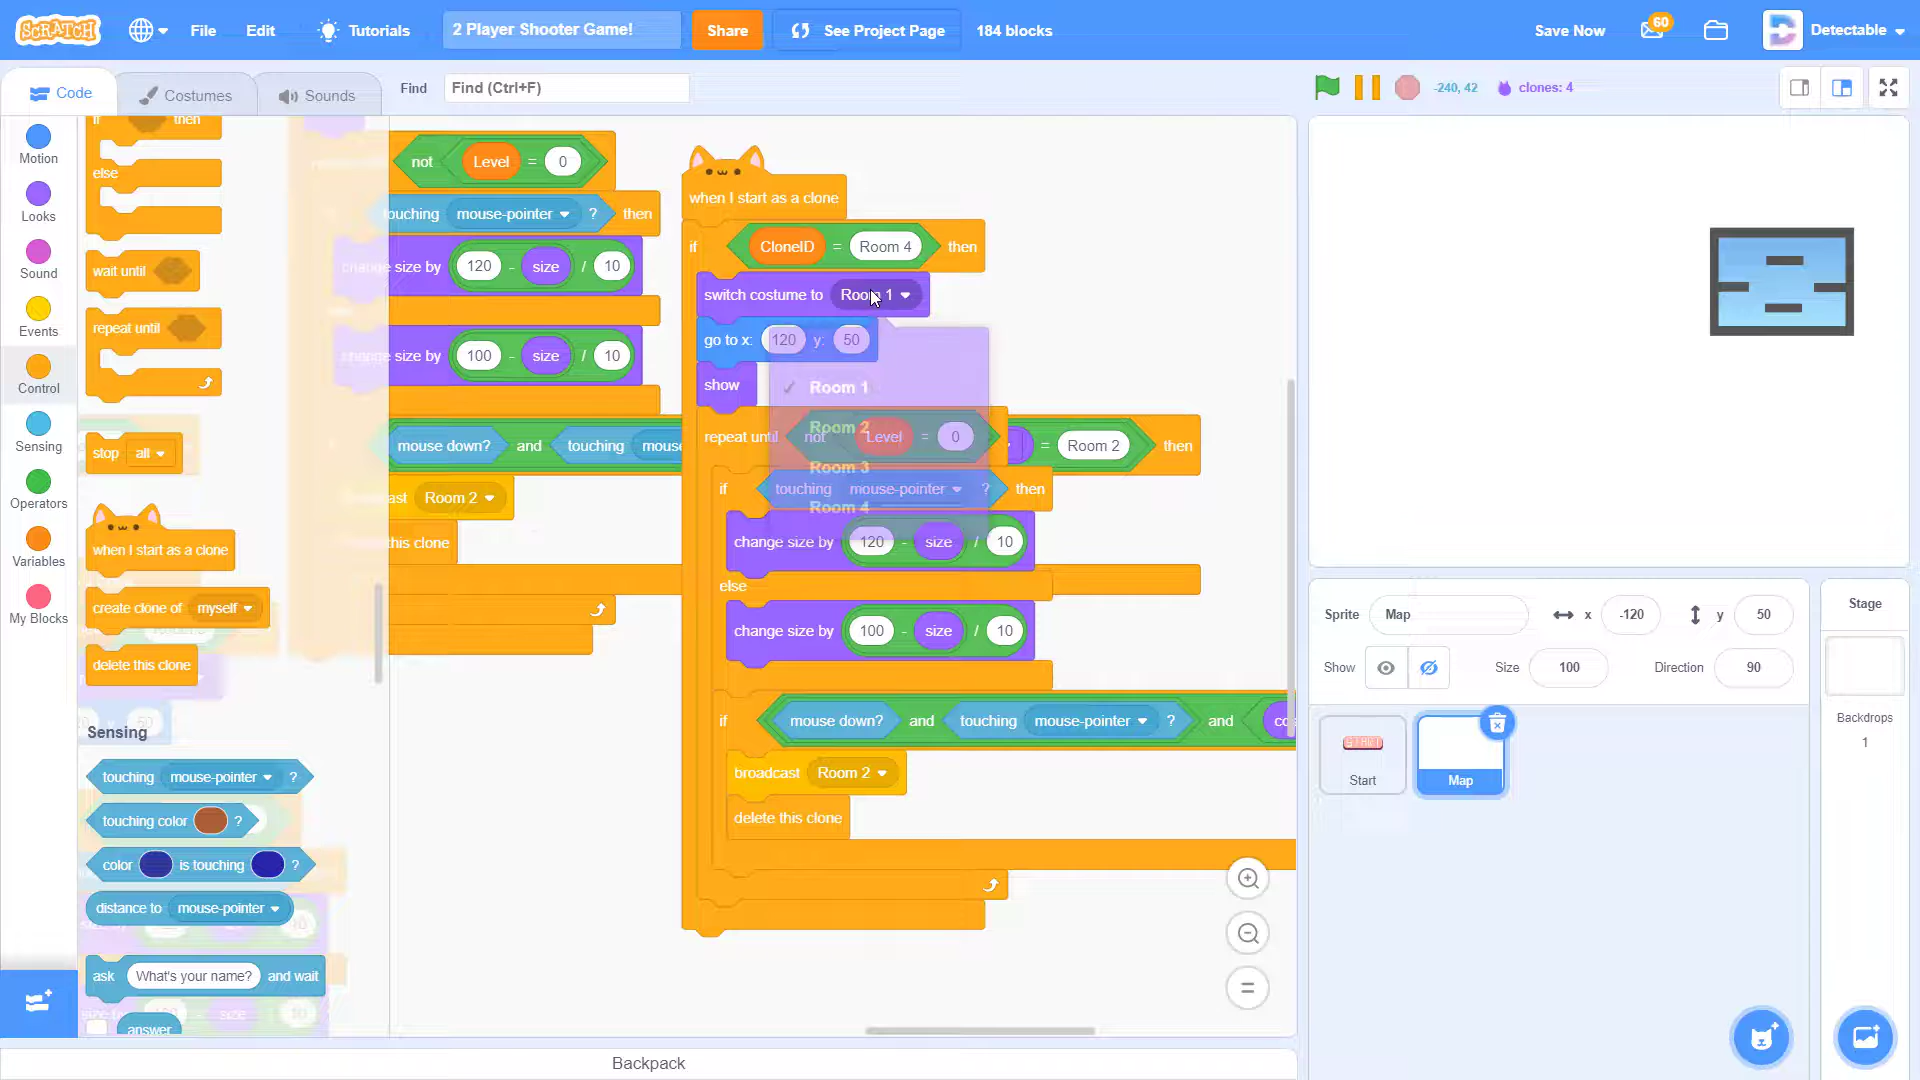 SCRATCH File Edit Tutorials 2 Player Shooter Game! Share See Project Page 184 blocks Save Now 60 Detectable
Code Costumes Sounds Find Find (Ctrl+F) -240, 42 clones: 4
Motion
Looks
Sound
Events
Control
Sensing
Operators
Variables
My Blocks
if then
else
wait until
repeat until
stop all
when I start as a clone
create clone of myself
delete this clone
Sensing
touching mouse-pointer ?
touching color ?
color is touching ?
distance to mouse-pointer
ask What's your name? and wait
answer
not Level = 0
touching mouse-pointer ? then
change size by 120 - size / 10
change size by 100 - size / 10
mouse down? and touching
= Room 2 then
Room 2
this clone
when I start as a clone
if CloneID = Room 4 then
switch costume to Room 1
go to x: 120 y: 50
show
Room 1
Room 2
Room 3
Room 4
repeat until not Level = 0
if touching mouse-pointer ? then
change size by 120 - size / 10
else
change size by 100 - size / 10
if mouse down? and touching mouse-pointer ? and
broadcast Room 2
delete this clone
Backpack
Sprite Map x -120 y 50
Show Size 100 Direction 90
START
Start
Map
Stage
Backdrops
1